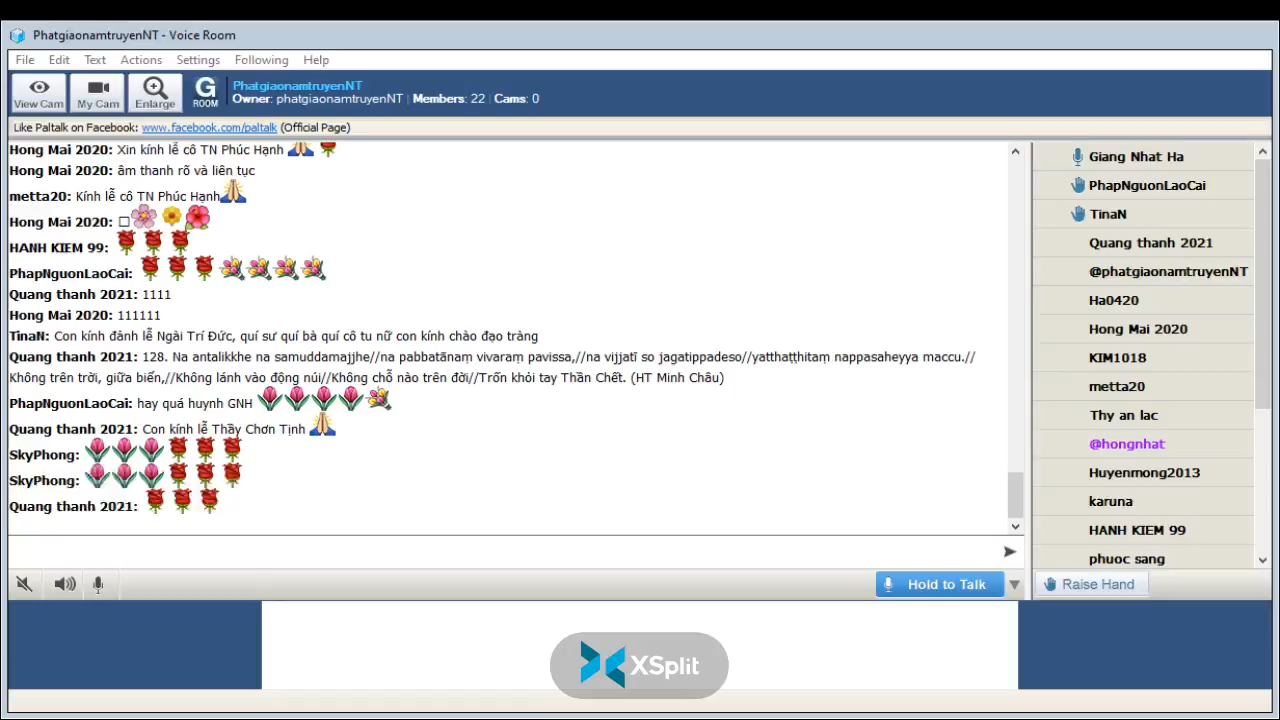 PhatgiaonamtruyenNT - Voice Room
File Edit Text Actions Settings Following Help
View Cam My Cam Enlarge G ROOM
PhatgiaonamtruyenNT
Owner: phatgiaonamtruyenNT | Members: 22 | Cams: 0
Like Paltalk on Facebook: www.facebook.com/paltalk (Official Page)
Hong Mai 2020: Xin kính lễ cô TN Phúc Hạnh
Hong Mai 2020: âm thanh rõ và liên tục
metta20: Kính lễ cô TN Phúc Hạnh
Hong Mai 2020:
HANH KIEM 99:
PhapNguonLaoCai:
Quang thanh 2021: 1111
Hong Mai 2020: 111111
TinaN: Con kính đảnh lễ Ngài Trí Đức, quí sư quí bà quí cô tu nữ con kính chào đạo tràng
Quang thanh 2021: 128. Na antalikkhe na samuddamajjhe//na pabbatānaṃ vivaraṃ pavissa,//na vijjatī so jagatippadeso//yatthaṭṭhitaṃ nappasaheyya maccu.//
Không trên trời, giữa biển,//Không lánh vào động núi//Không chỗ nào trên đời//Trốn khỏi tay Thần Chết. (HT Minh Châu)
PhapNguonLaoCai: hay quá huynh GNH
Quang thanh 2021: Con kính lễ Thầy Chơn Tịnh
SkyPhong:
SkyPhong:
Quang thanh 2021:
Giang Nhat Ha
PhapNguonLaoCai
TinaN
Quang thanh 2021
@phatgiaonamtruyenNT
Ha0420
Hong Mai 2020
KIM1018
metta20
Thy an lac
@hongnhat
Huyenmong2013
karuna
HANH KIEM 99
phuoc sang
Hold to Talk
Raise Hand
XSplit